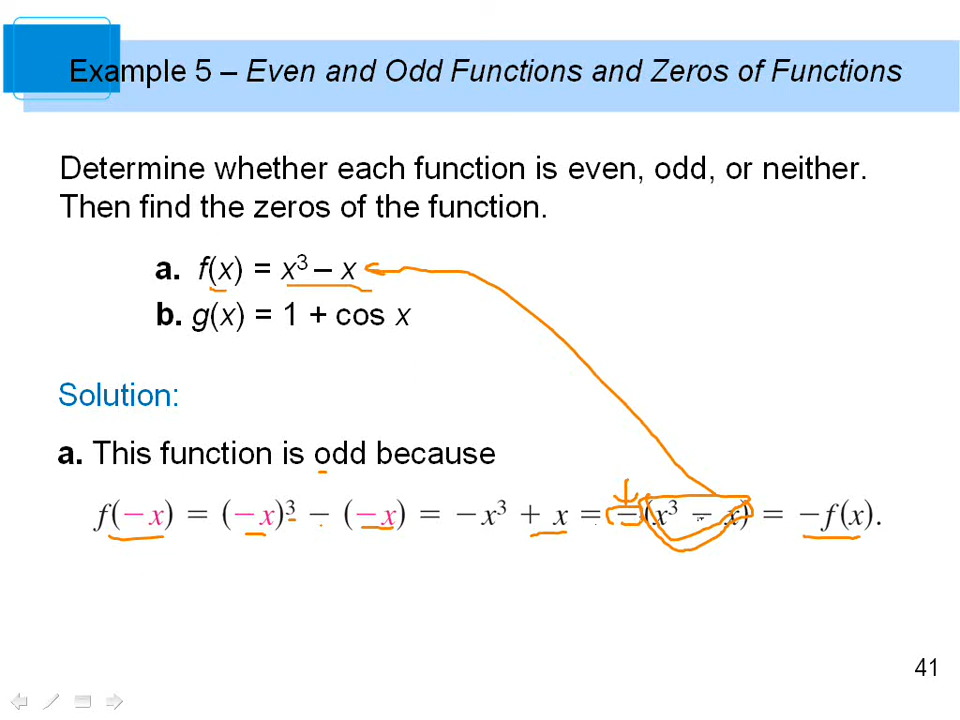 Example 5 – Even and Odd Functions and Zeros of Functions
Determine whether each function is even, odd, or neither.
Then find the zeros of the function.
a. f(x) = x³ – x
b. g(x) = 1 + cos x
Solution:
a. This function is odd because
f(−x) = (−x)³ − (−x) = −x³ + x = −(x³ − x) = −f(x).
41